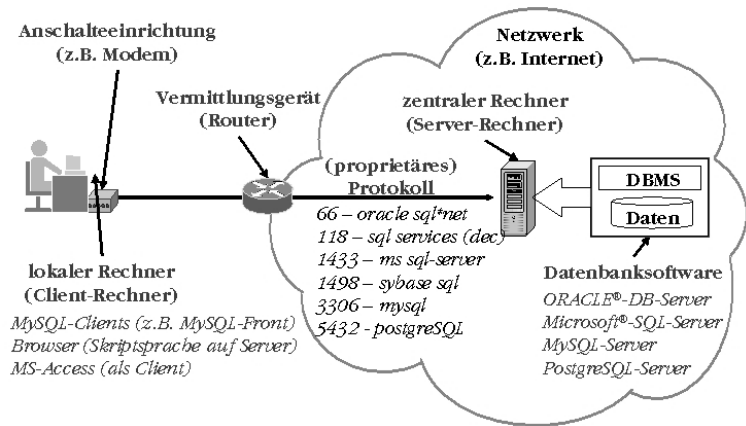 Anschalteeinrichtung
(z.B. Modem)
Vermittlungsgerät
(Router)
Netzwerk
(z.B. Internet)
zentraler Rechner
(Server-Rechner)
(proprietäres)
Protokoll
66 – oracle sql*net
118 – sql services (dec)
1433 – ms sql-server
1498 – sybase sql
3306 – mysql
5432 - postgreSQL
DBMS
Daten
lokaler Rechner
(Client-Rechner)
MySQL-Clients (z.B. MySQL-Front)
Browser (Skriptsprache auf Server)
MS-Access (als Client)
Datenbanksoftware
ORACLE®-DB-Server
Microsoft®-SQL-Server
MySQL-Server
PostgreSQL-Server